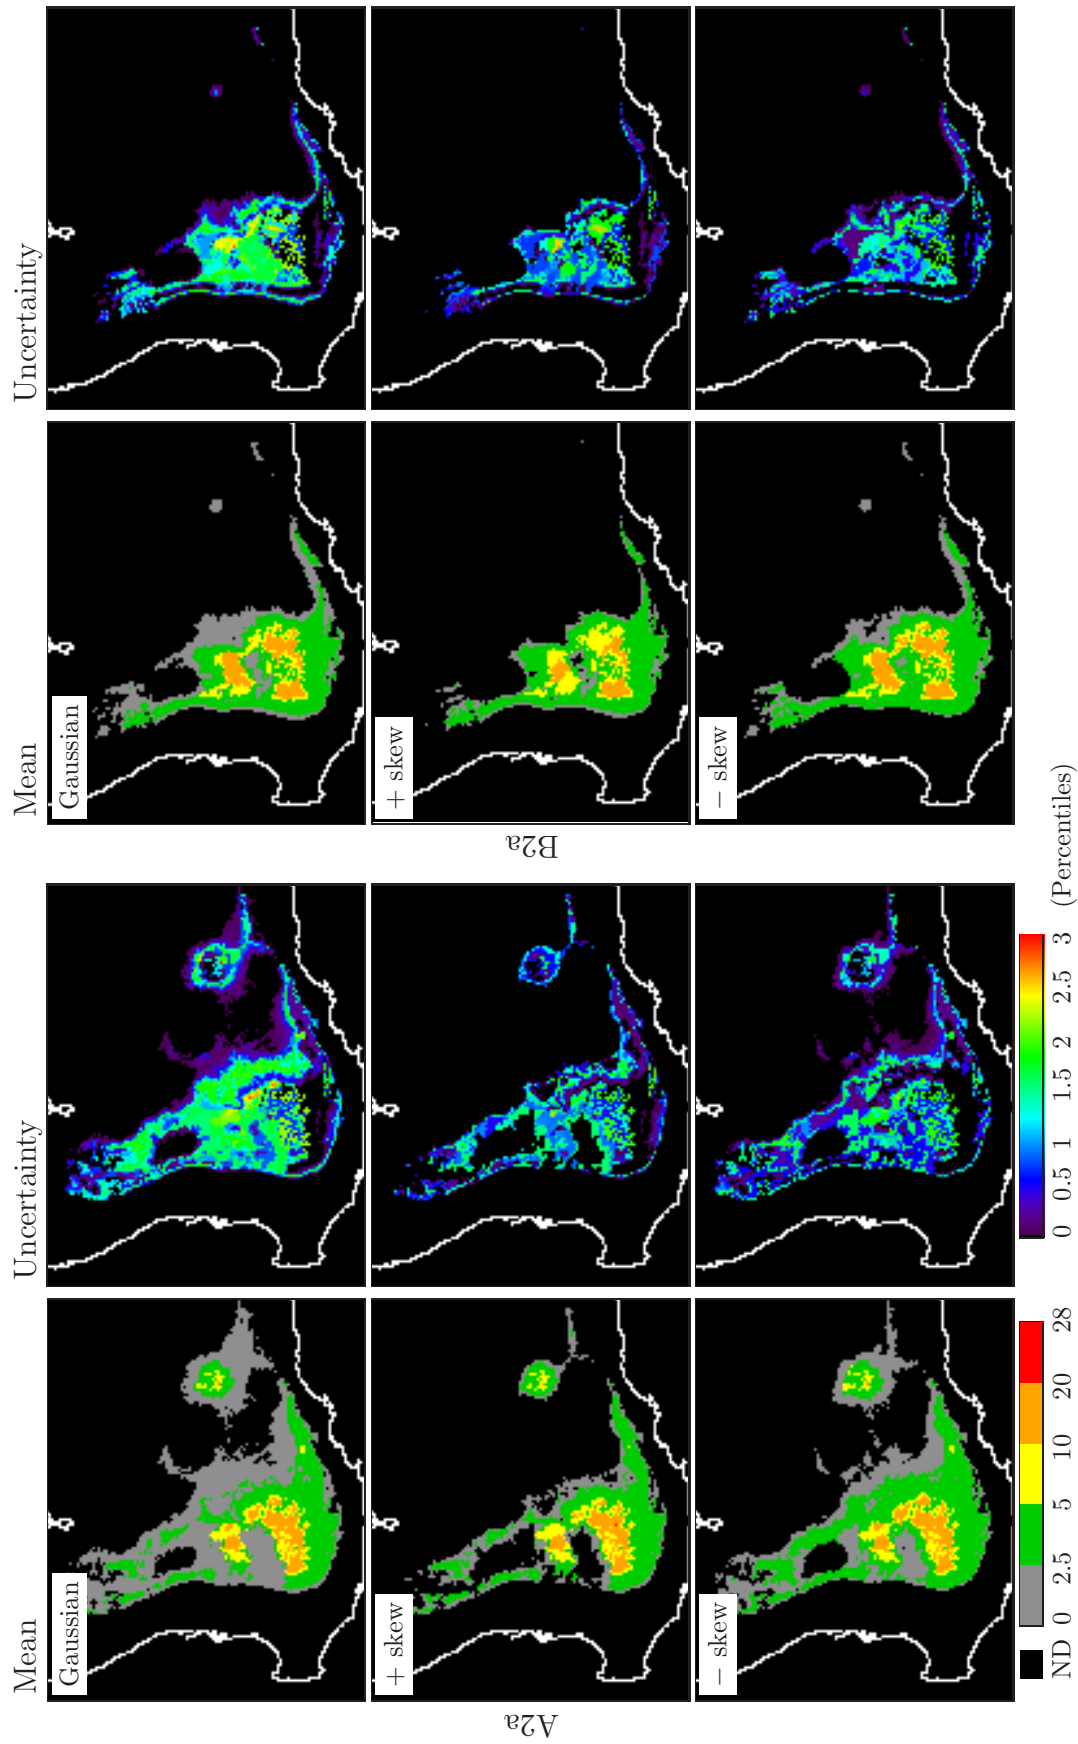 Mean
Uncertainty
Mean
Uncertainty
A2a
Gaussian
B2a
Gaussian
+ skew
+ skew
− skew
− skew
ND 0 2.5 5 10 20 28
0 0.5 1 1.5 2 2.5 3
(Percentiles)